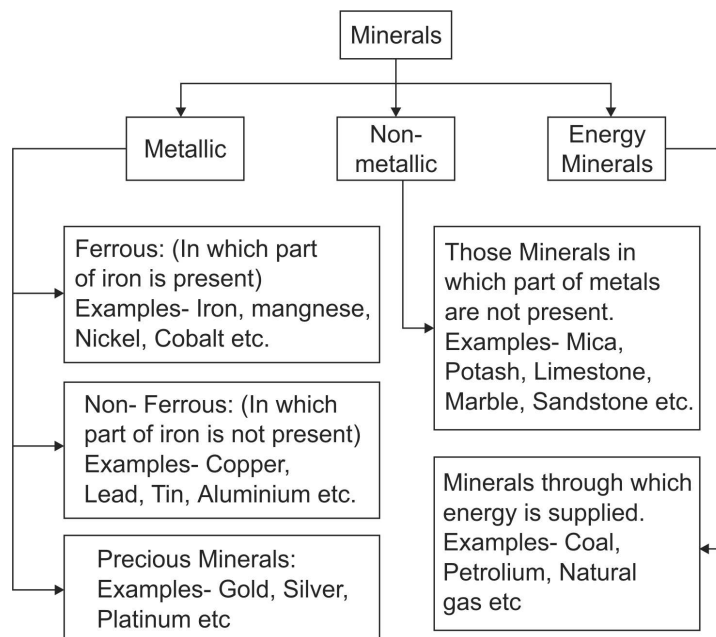 Minerals
Metallic
Non-
metallic
Energy
Minerals
Ferrous: (In which part
of iron is present)
Examples- Iron, mangnese,
Nickel, Cobalt etc.
Non- Ferrous: (In which
part of iron is not present)
Examples- Copper,
Lead, Tin, Aluminium etc.
Precious Minerals:
Examples- Gold, Silver,
Platinum etc
Those Minerals in
which part of metals
are not present.
Examples- Mica,
Potash, Limestone,
Marble, Sandstone etc.
Minerals through which
energy is supplied.
Examples- Coal,
Petrolium, Natural
gas etc